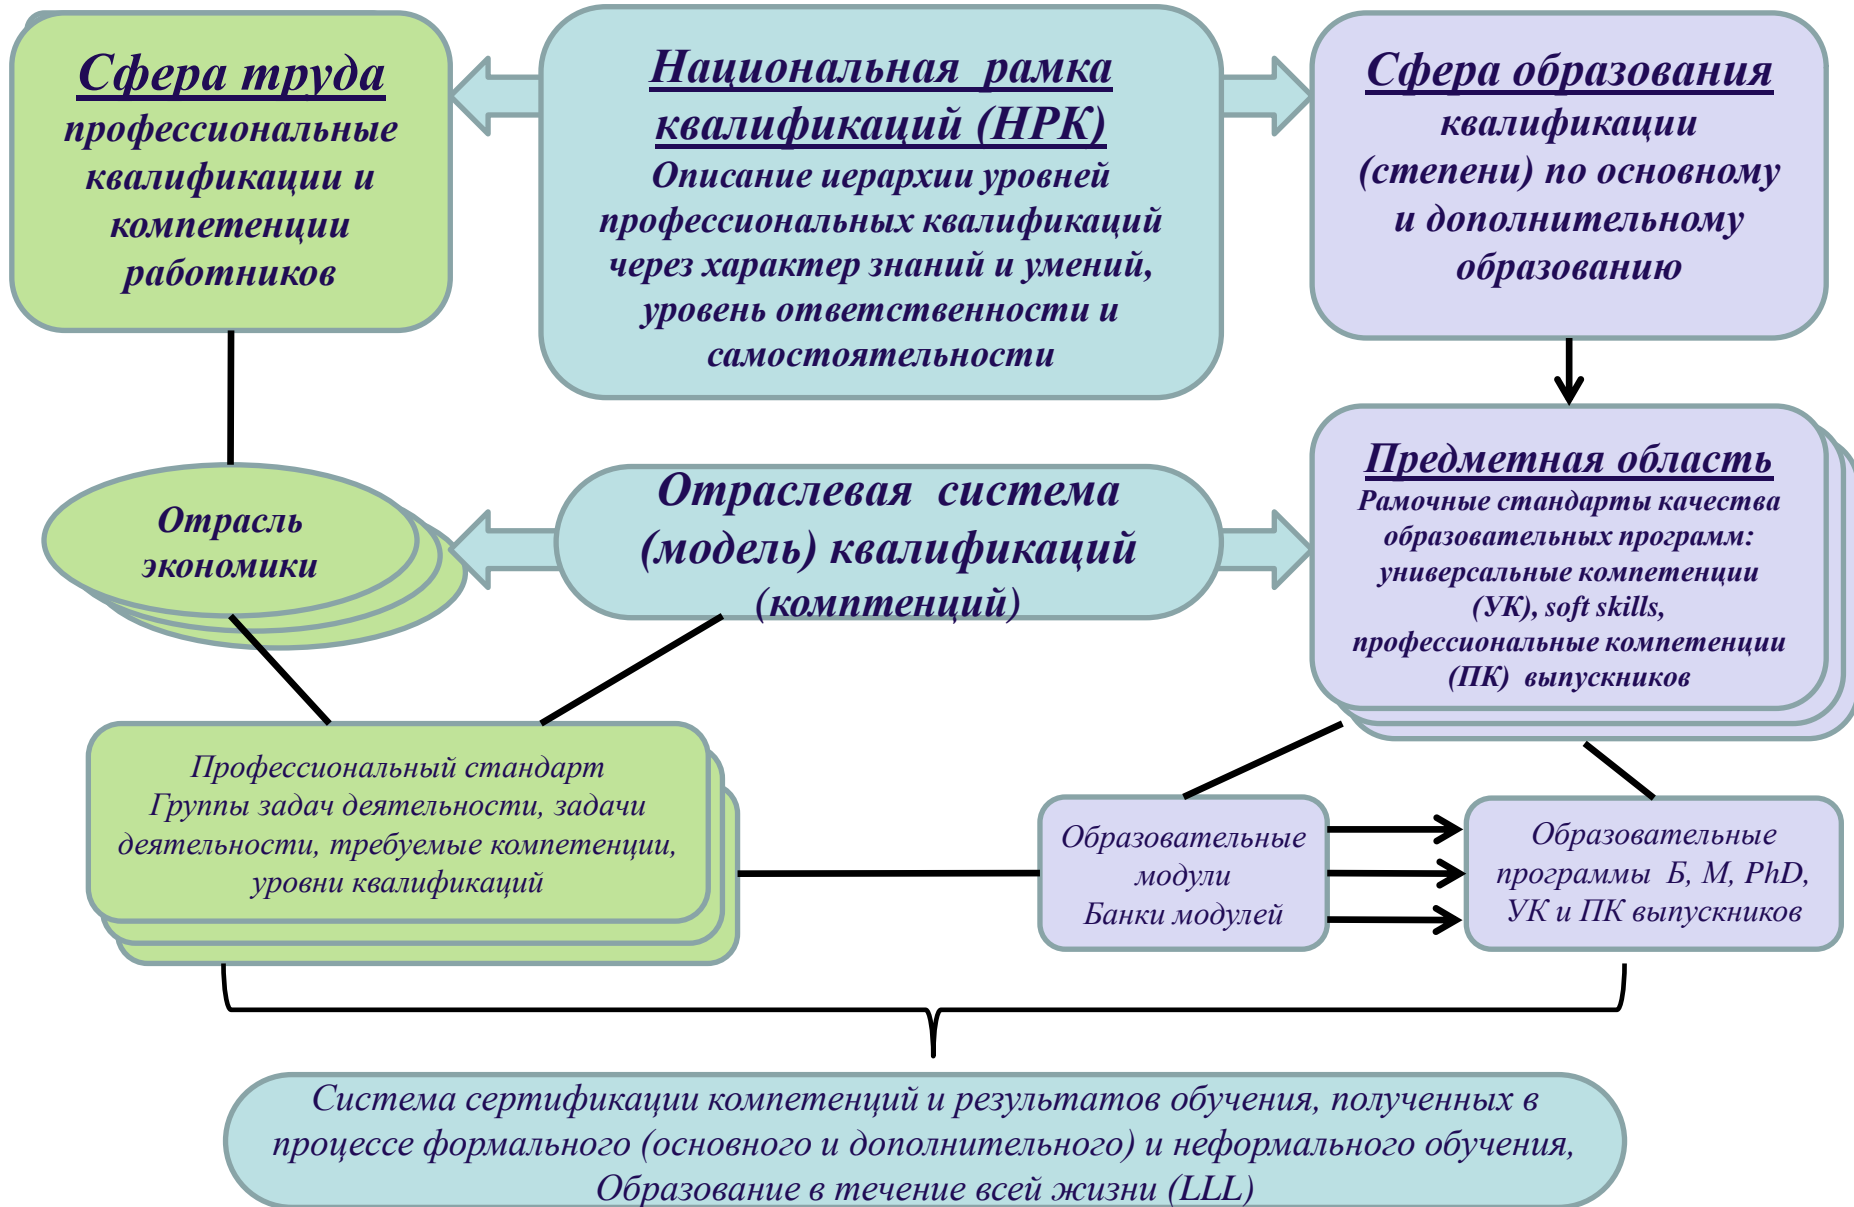 Сфера труда
профессиональные
квалификации и
компетенции
работников
Национальная рамка
квалификаций (НРК)
Описание иерархии уровней
профессиональных квалификаций
через характер знаний и умений,
уровень ответственности и
самостоятельности
Сфера образования
квалификации
(степени) по основному
и дополнительному
образованию
Отрасль
экономики
Отраслевая система
(модель) квалификаций
(комптенций)
Предметная область
Рамочные стандарты качества
образовательных программ:
универсальные компетенции
(УК), soft skills,
профессиональные компетенции
(ПК) выпускников
Профессиональный стандарт
Группы задач деятельности, задачи
деятельности, требуемые компетенции,
уровни квалификаций
Образовательные
модули
Банки модулей
Образовательные
программы Б, М, PhD,
УК и ПК выпускников
Система сертификации компетенций и результатов обучения, полученных в
процессе формального (основного и дополнительного) и неформального обучения,
Образование в течение всей жизни (LLL)